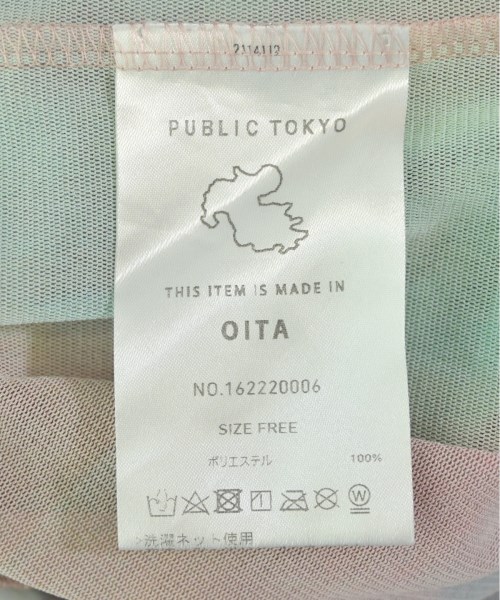 PUBLIC TOKYO
THIS ITEM IS MADE IN
OITA
NO.162220006
SIZE FREE
ポリエステル 100%
W
洗濯ネット使用